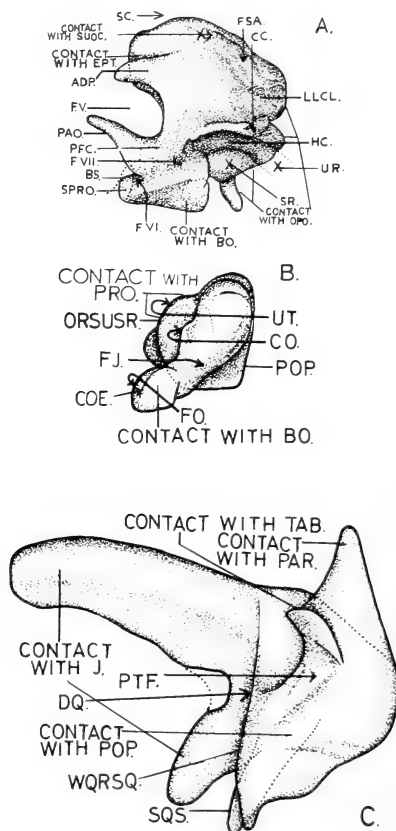 SC.
FSA.
A.
CONTACT
WITH SUOC.
CC.
CONTACT
WITH EPT.
ADP.
LLCL.
F.V.
PAO.
HC.
PFC.
F VII
BS.
U R.
SPRO.
SR.
CONTACT
WITH OPO.
F VI.
CONTACT
WITH BO.
B.
CONTACT WITH
PRO.
ORSUSR.
UT.
CO.
FJ.
POP.
COE.
FO.
CONTACT WITH BO.
CONTACT WITH TAB.
CONTACT
WITH PAR.
CONTACT
WITH J.
PTF.
DQ.
CONTACT
WITH POP.
WQRSQ.
SQS.
C.